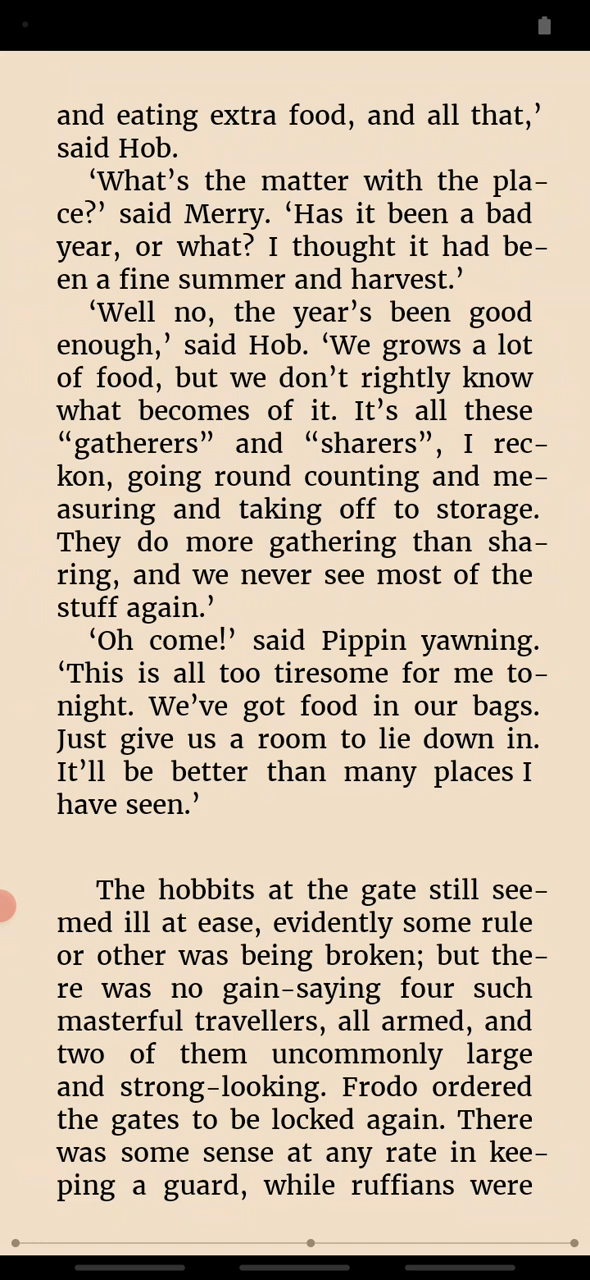 and eating extra food, and all that,’
said Hob.
‘What’s the matter with the pla-
ce?’ said Merry. ‘Has it been a bad
year, or what? I thought it had be-
en a fine summer and harvest.’
‘Well no, the year’s been good
enough,’ said Hob. ‘We grows a lot
of food, but we don’t rightly know
what becomes of it. It’s all these
“gatherers” and “sharers”, I rec-
kon, going round counting and me-
asuring and taking off to storage.
They do more gathering than sha-
ring, and we never see most of the
stuff again.’
‘Oh come!’ said Pippin yawning.
‘This is all too tiresome for me to-
night. We’ve got food in our bags.
Just give us a room to lie down in.
It’ll be better than many places I
have seen.’
The hobbits at the gate still see-
med ill at ease, evidently some rule
or other was being broken; but the-
re was no gain-saying four such
masterful travellers, all armed, and
two of them uncommonly large
and strong-looking. Frodo ordered
the gates to be locked again. There
was some sense at any rate in kee-
ping a guard, while ruffians were